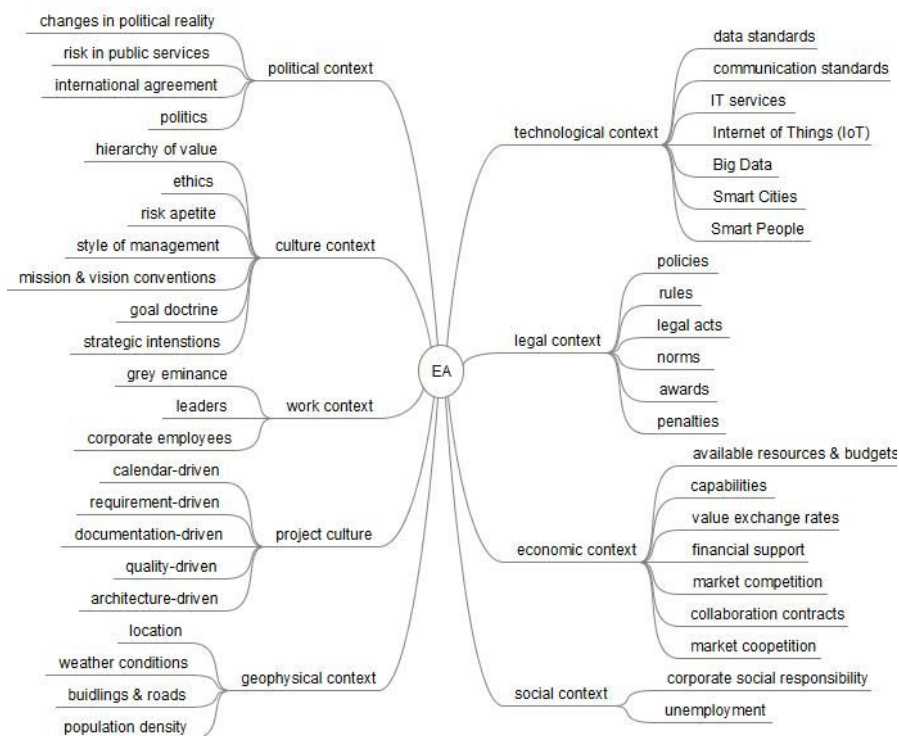 changes in political reality
risk in public services
international agreement
politics
political context
hierarchy of value
ethics
risk apetite
style of management
mission & vision conventions
goal doctrine
strategic intenstions
culture context
grey eminance
leaders
corporate employees
work context
calendar-driven
requirement-driven
documentation-driven
quality-driven
architecture-driven
project culture
location
weather conditions
buidlings & roads
population density
geophysical context
EA
technological context
data standards
communication standards
IT services
Internet of Things (IoT)
Big Data
Smart Cities
Smart People
legal context
policies
rules
legal acts
norms
awards
penalties
economic context
available resources & budgets
capabilities
value exchange rates
financial support
market competition
collaboration contracts
market coopetition
social context
corporate social responsibility
unemployment